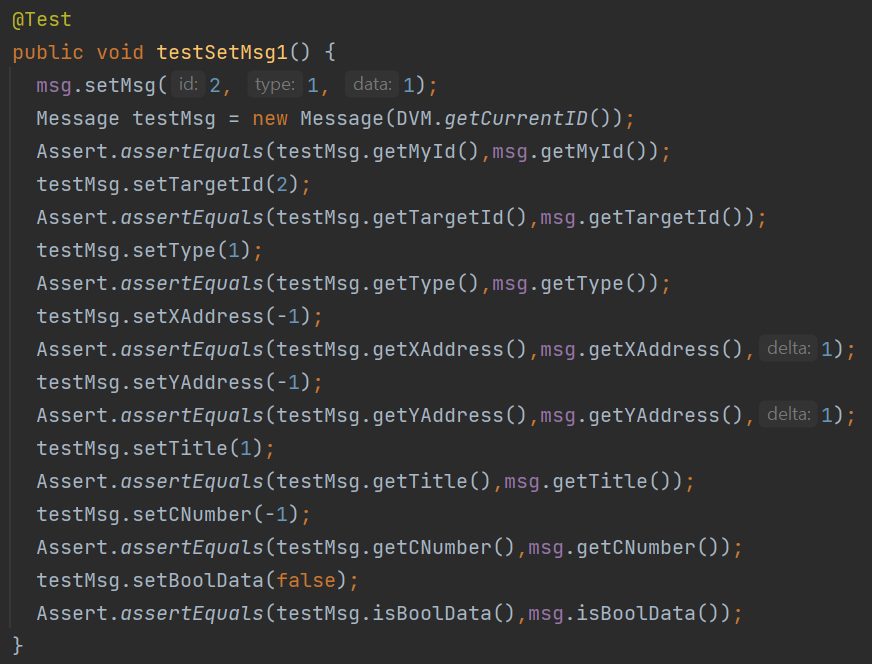 @Test
public void testSetMsg1() {
msg.setMsg( id: 2, type: 1, data: 1);
Message testMsg = new Message(DVM.getCurrentID());
Assert.assertEquals(testMsg.getMyId(),msg.getMyId());
testMsg.setTargetId(2);
Assert.assertEquals(testMsg.getTargetId(),msg.getTargetId());
testMsg.setType(1);
Assert.assertEquals(testMsg.getType(),msg.getType());
testMsg.setXAddress(-1);
Assert.assertEquals(testMsg.getXAddress(),msg.getXAddress(), delta: 1);
testMsg.setYAddress(-1);
Assert.assertEquals(testMsg.getYAddress(),msg.getYAddress(), delta: 1);
testMsg.setTitle(1);
Assert.assertEquals(testMsg.getTitle(),msg.getTitle());
testMsg.setCNumber(-1);
Assert.assertEquals(testMsg.getCNumber(),msg.getCNumber());
testMsg.setBoolData(false);
Assert.assertEquals(testMsg.isBoolData(),msg.isBoolData());
}